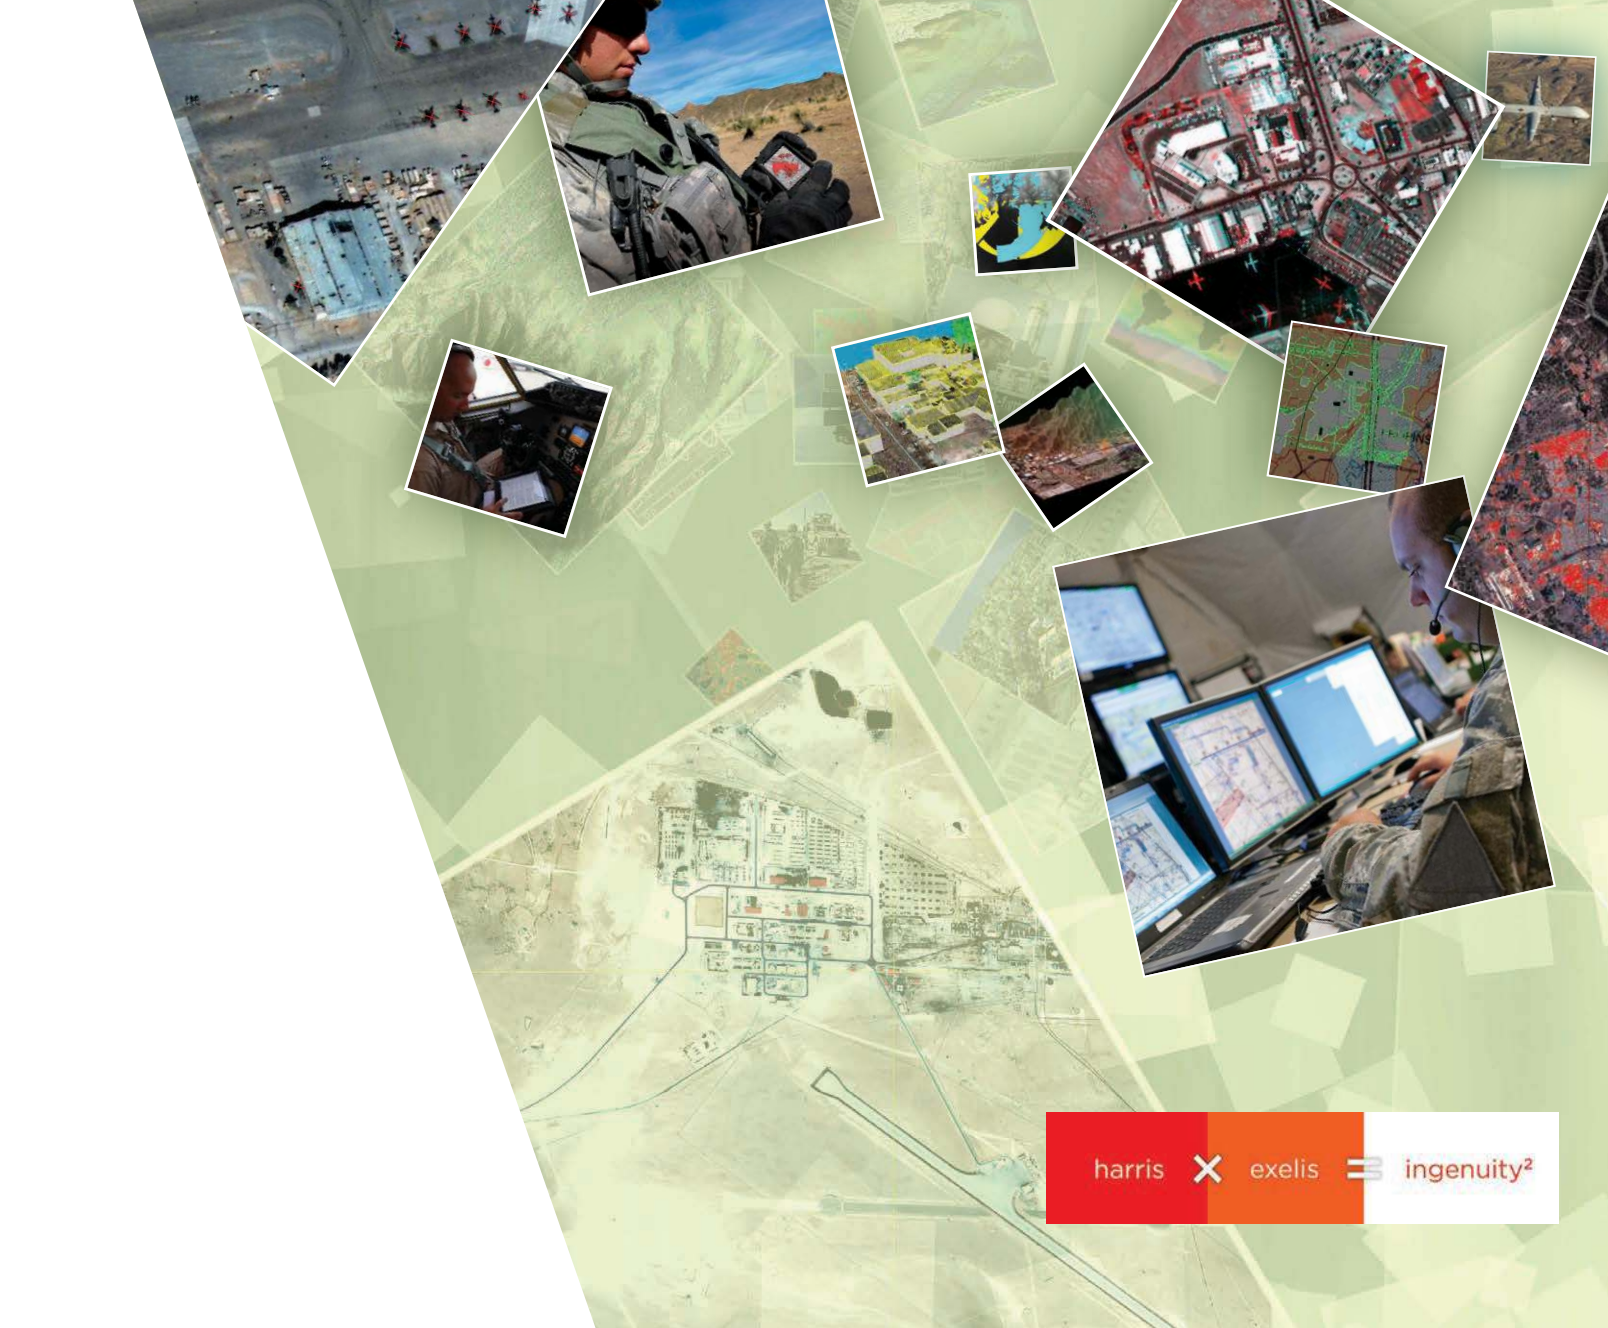 harris × exelis = ingenuity²